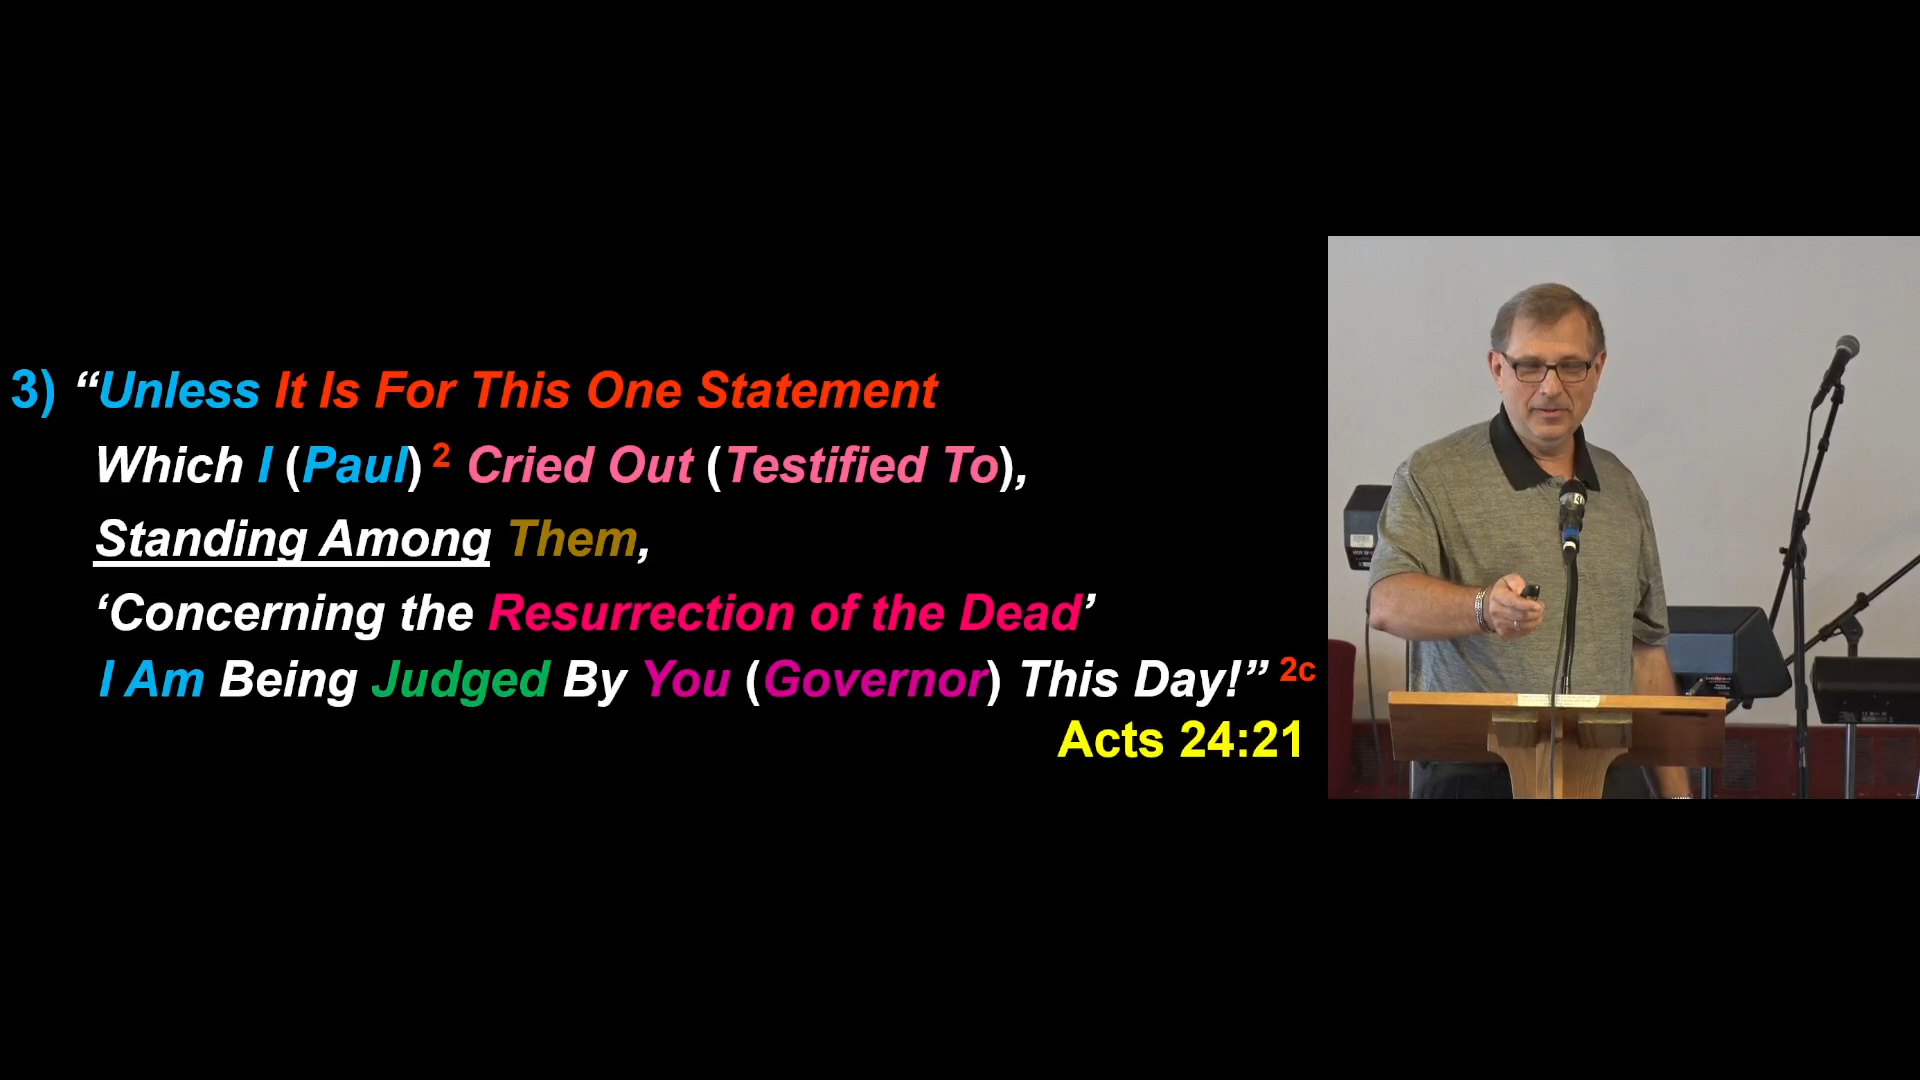 3) “Unless It Is For This One Statement
Which I (Paul) 2 Cried Out (Testified To),
Standing Among Them,
‘Concerning the Resurrection of the Dead’
I Am Being Judged By You (Governor) This Day!” 2c
Acts 24:21